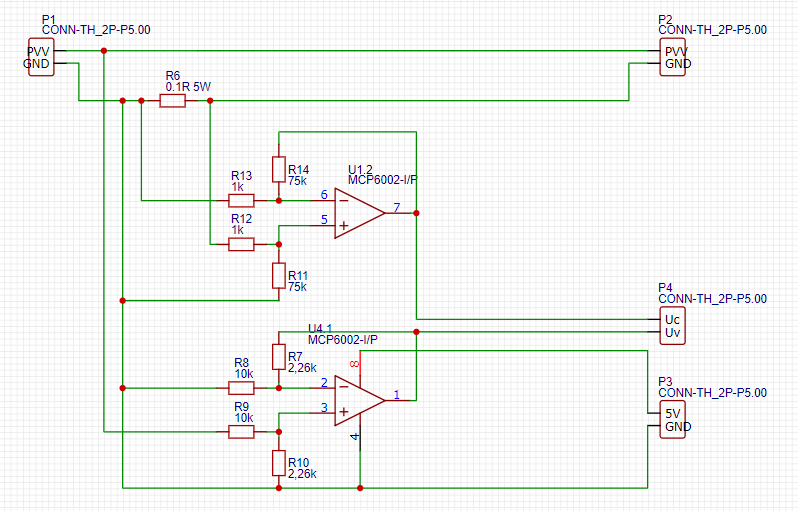 P1
CONN-TH_2P-P5.00
PVV
GND
P2
CONN-TH_2P-P5.00
PVV
GND
R6
0.1R 5W
R14
75k
U1.2
MCP6002-I/P
R13
1k
6
7
R12
1k
5
R11
75k
P4
CONN-TH_2P-P5.00
Uc
Uv
U4.1
MCP6002-I/P
R7
2,26k
8
R8
10k
2
1
R9
10k
3
4
P3
CONN-TH_2P-P5.00
5V
GND
R10
2,26k